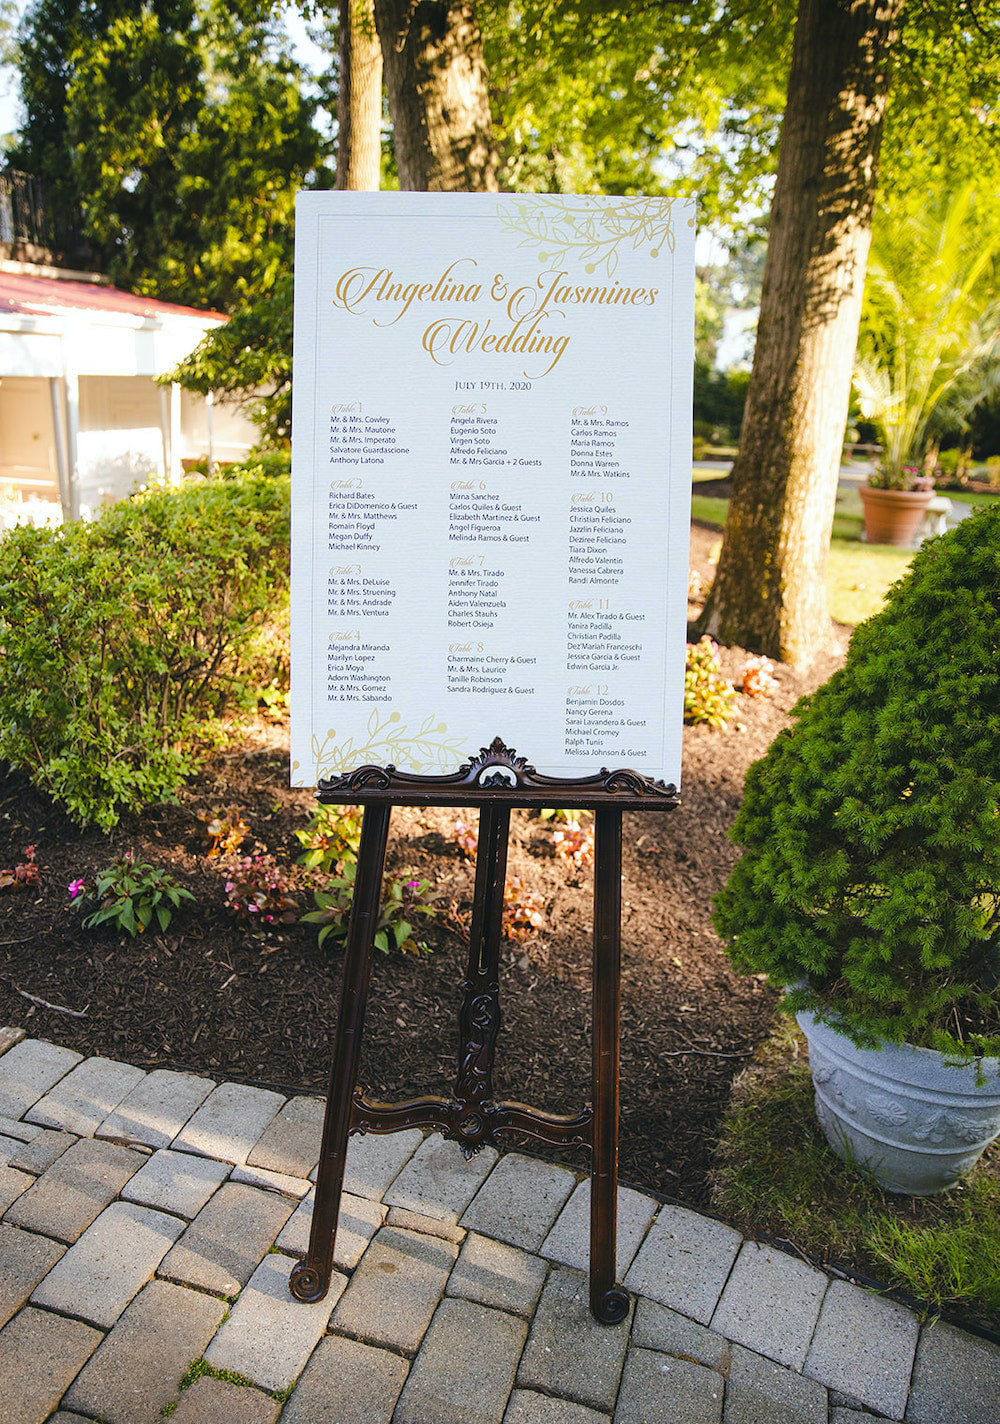 Angelina & Jasmines
Wedding
JULY 19TH, 2020
Table 1
Mr. & Mrs. Cowley
Mr. & Mrs. Mautone
Mr. & Mrs. Imperato
Salvatore Guardascione
Anthony Latona
Table 2
Richard Bates
Erica DiDomenico & Guest
Mr. & Mrs. Matthews
Romain Floyd
Megan Duffy
Michael Kinney
Table 3
Mr. & Mrs. DeLuise
Mr. & Mrs. Struening
Mr. & Mrs. Andrade
Mr. & Mrs. Ventura
Table 4
Alejandra Miranda
Marilyn Lopez
Erica Moya
Adorn Washington
Mr. & Mrs. Gomez
Mr. & Mrs. Sabando
Table 5
Angela Rivera
Eugenio Soto
Virgen Soto
Alfredo Feliciano
Mr. & Mrs Garcia + 2 Guests
Table 6
Mirna Sanchez
Carlos Quiles & Guest
Elizabeth Martinez & Guest
Angel Figueroa
Melinda Ramos & Guest
Table 7
Mr. & Mrs. Tirado
Jennifer Tirado
Anthony Natal
Aiden Valenzuela
Charles Stauhs
Robert Osieja
Table 8
Charmaine Cherry & Guest
Mr. & Mrs. Laurice
Tanille Robinson
Sandra Rodriguez & Guest
Table 9
Mr. & Mrs. Ramos
Carlos Ramos
Maria Ramos
Donna Estes
Donna Warren
Mr. & Mrs. Watkins
Table 10
Jessica Quiles
Christian Feliciano
Jazzlin Feliciano
Deziree Feliciano
Tiara Dixon
Alfredo Valentin
Vanessa Cabrera
Randi Almonte
Table 11
Mr. Alex Tirado & Guest
Yanira Padilla
Christian Padilla
Dez'Mariah Franceschi
Jessica Garcia & Guest
Edwin Garcia Jr.
Table 12
Benjamin Dosdos
Nancy Gerena
Sarai Lavandero & Guest
Michael Cromey
Ralph Tunis
Melissa Johnson & Guest